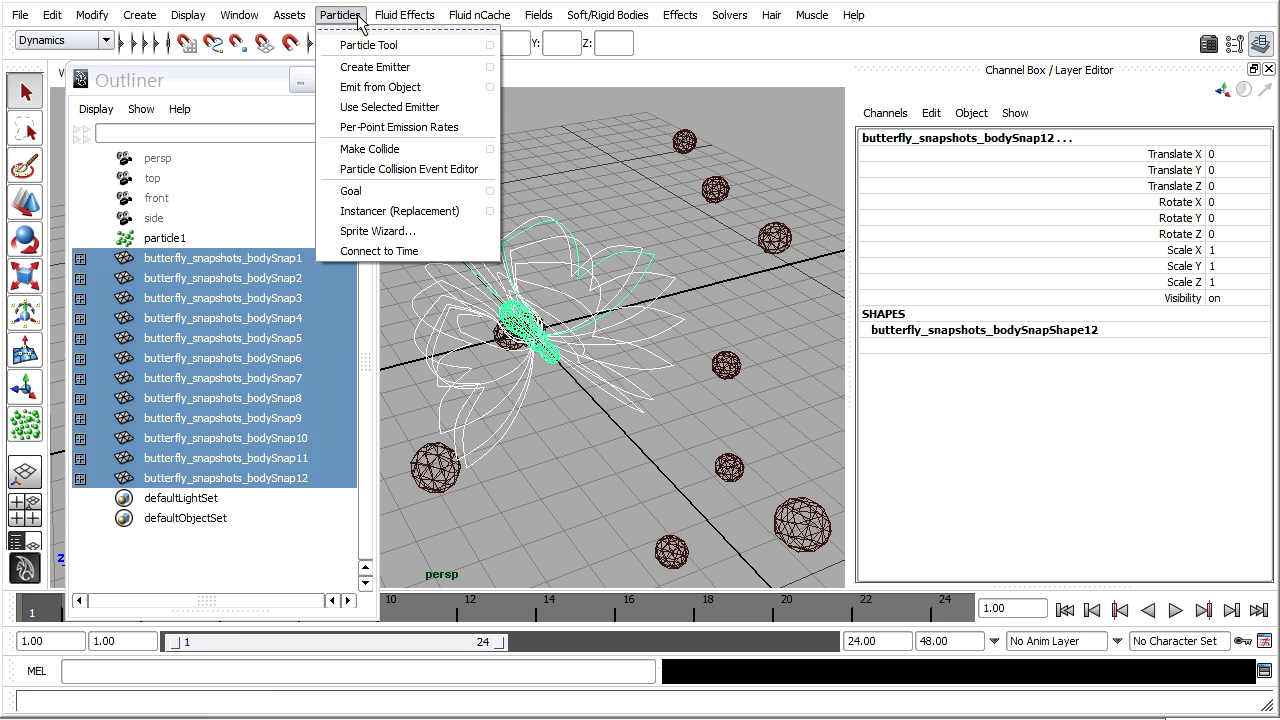 File Edit Modify Create Display Window Assets Particles Fluid Effects Fluid nCache Fields Soft/Rigid Bodies Effects Solvers Hair Muscle Help
Dynamics
Y:
Z:
Particle Tool
Create Emitter
Emit from Object
Use Selected Emitter
Per-Point Emission Rates
Make Collide
Particle Collision Event Editor
Goal
Instancer (Replacement)
Sprite Wizard...
Connect to Time
Outliner
Display Show Help
persp
top
front
side
particle1
butterfly_snapshots_bodySnap1
butterfly_snapshots_bodySnap2
butterfly_snapshots_bodySnap3
butterfly_snapshots_bodySnap4
butterfly_snapshots_bodySnap5
butterfly_snapshots_bodySnap6
butterfly_snapshots_bodySnap7
butterfly_snapshots_bodySnap8
butterfly_snapshots_bodySnap9
butterfly_snapshots_bodySnap10
butterfly_snapshots_bodySnap11
butterfly_snapshots_bodySnap12
defaultLightSet
defaultObjectSet
persp
Channel Box / Layer Editor
Channels Edit Object Show
butterfly_snapshots_bodySnap12 . . .
Translate X 0
Translate Y 0
Translate Z 0
Rotate X 0
Rotate Y 0
Rotate Z 0
Scale X 1
Scale Y 1
Scale Z 1
Visibility on
SHAPES
butterfly_snapshots_bodySnapShape12
1 10 12 14 16 18 20 22 24 1.00
1.00 1.00 1 24 24.00 48.00 No Anim Layer No Character Set
MEL